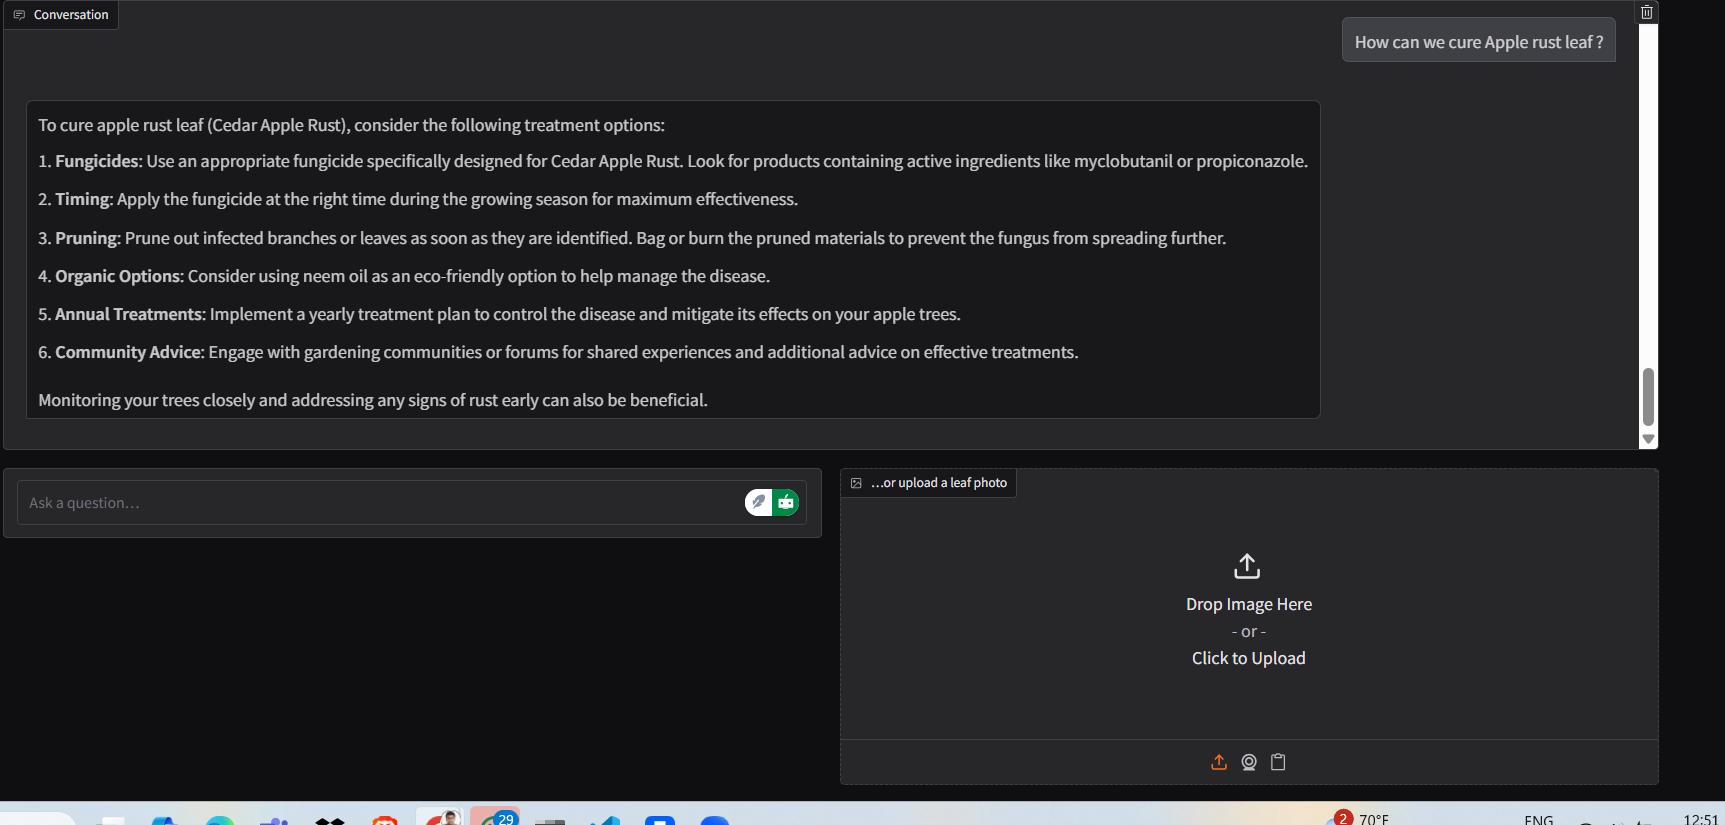 Conversation
How can we cure Apple rust leaf ?
To cure apple rust leaf (Cedar Apple Rust), consider the following treatment options:
1. Fungicides: Use an appropriate fungicide specifically designed for Cedar Apple Rust. Look for products containing active ingredients like myclobutanil or propiconazole.
2. Timing: Apply the fungicide at the right time during the growing season for maximum effectiveness.
3. Pruning: Prune out infected branches or leaves as soon as they are identified. Bag or burn the pruned materials to prevent the fungus from spreading further.
4. Organic Options: Consider using neem oil as an eco-friendly option to help manage the disease.
5. Annual Treatments: Implement a yearly treatment plan to control the disease and mitigate its effects on your apple trees.
6. Community Advice: Engage with gardening communities or forums for shared experiences and additional advice on effective treatments.
Monitoring your trees closely and addressing any signs of rust early can also be beneficial.
Ask a question…
…or upload a leaf photo
Drop Image Here
- or -
Click to Upload
29
2
70°F
ENG
12:51